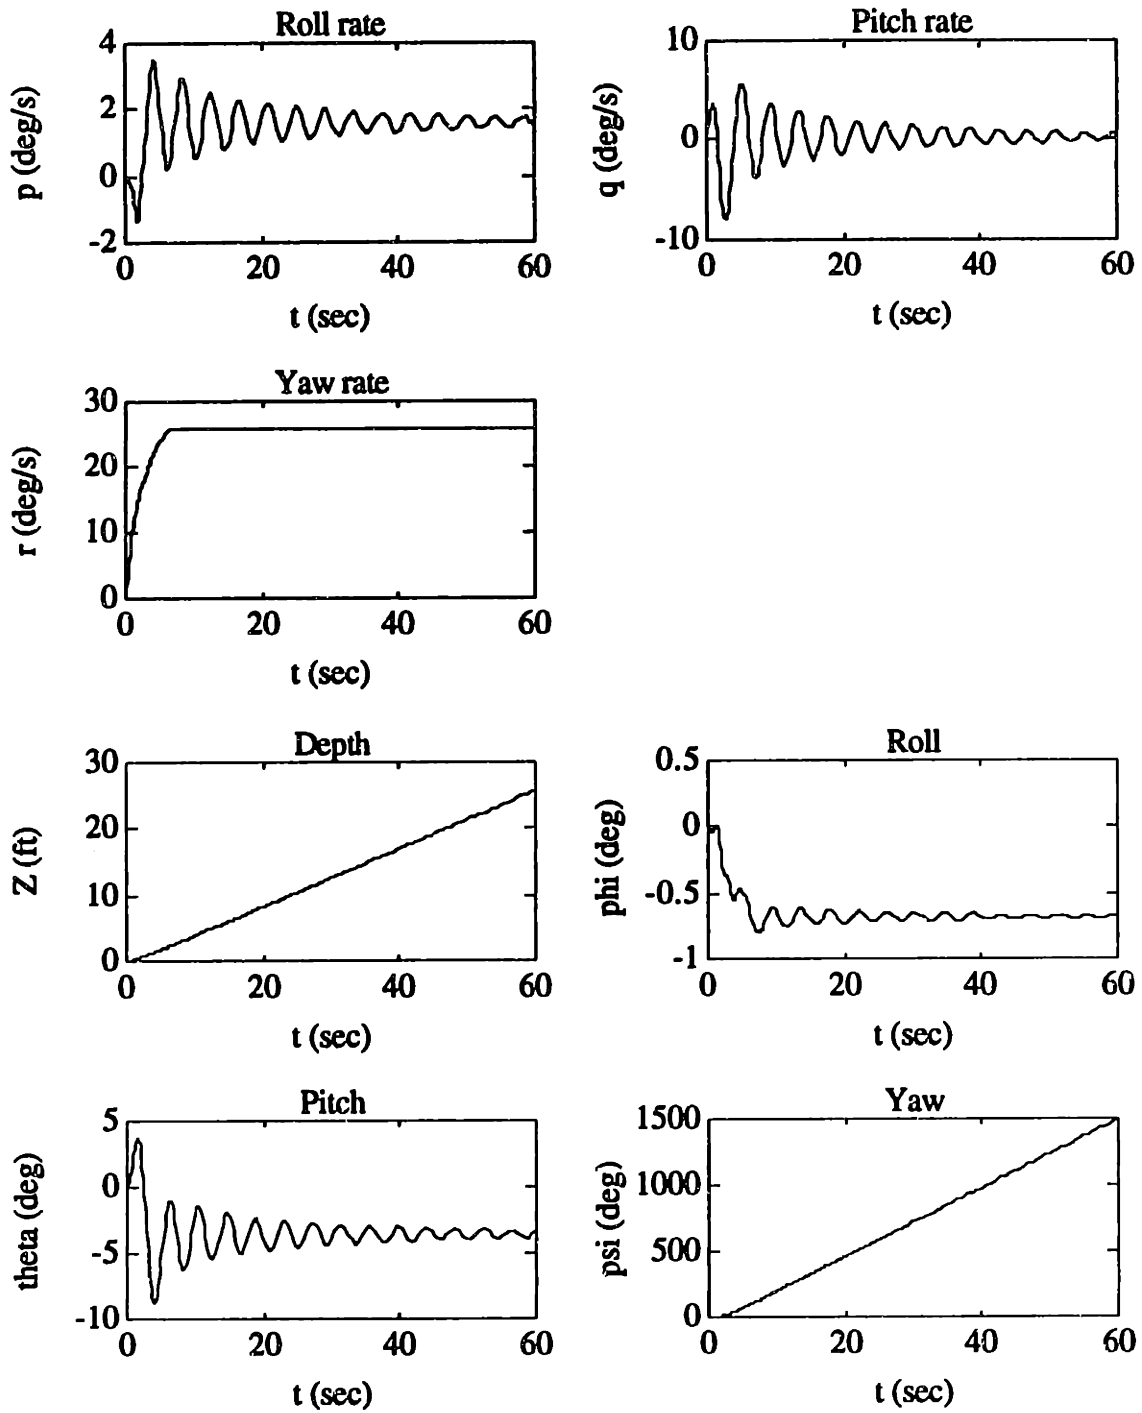 Roll rate
4
2
0
-2
p (deg/s)
0 20 40 60
t (sec)
Pitch rate
10
0
-10
q (deg/s)
0 20 40 60
t (sec)
Yaw rate
30
20
10
0
r (deg/s)
0 20 40 60
t (sec)
Depth
30
20
10
0
Z (ft)
0 20 40 60
t (sec)
Roll
0.5
0
-0.5
-1
phi (deg)
0 20 40 60
t (sec)
Pitch
5
0
-5
-10
theta (deg)
0 20 40 60
t (sec)
Yaw
1500
1000
500
0
psi (deg)
0 20 40 60
t (sec)